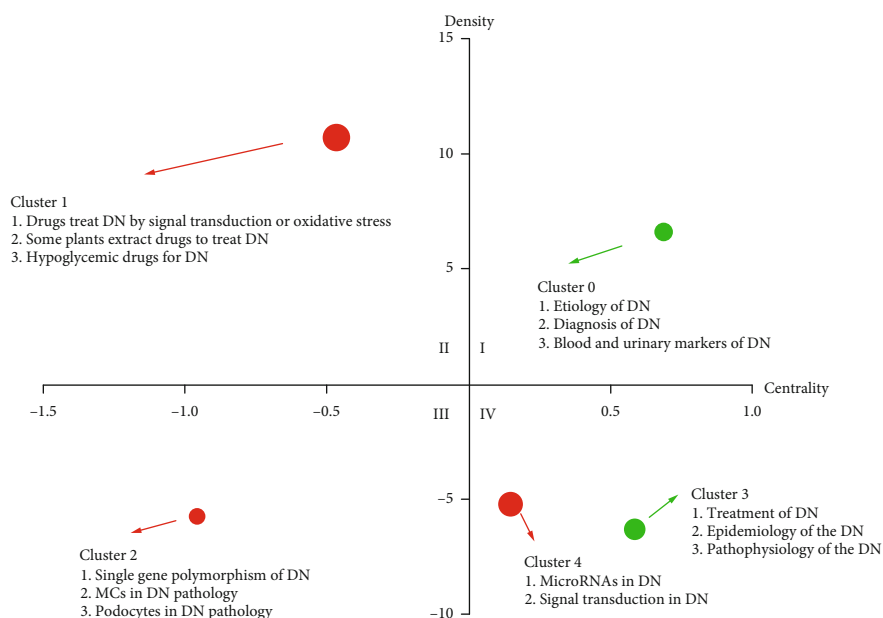 Density
15
10
Cluster 1
1. Drugs treat DN by signal transduction or oxidative stress
2. Some plants extract drugs to treat DN
3. Hypoglycemic drugs for DN
5
Cluster 0
1. Etiology of DN
2. Diagnosis of DN
3. Blood and urinary markers of DN
II I
Centrality
–1.5 –1.0 –0.5 III IV 0.5 1.0
–5
Cluster 3
1. Treatment of DN
2. Epidemiology of the DN
3. Pathophysiology of the DN
Cluster 2
1. Single gene polymorphism of DN
2. MCs in DN pathology
3. Podocytes in DN pathology
Cluster 4
1. MicroRNAs in DN
2. Signal transduction in DN
–10